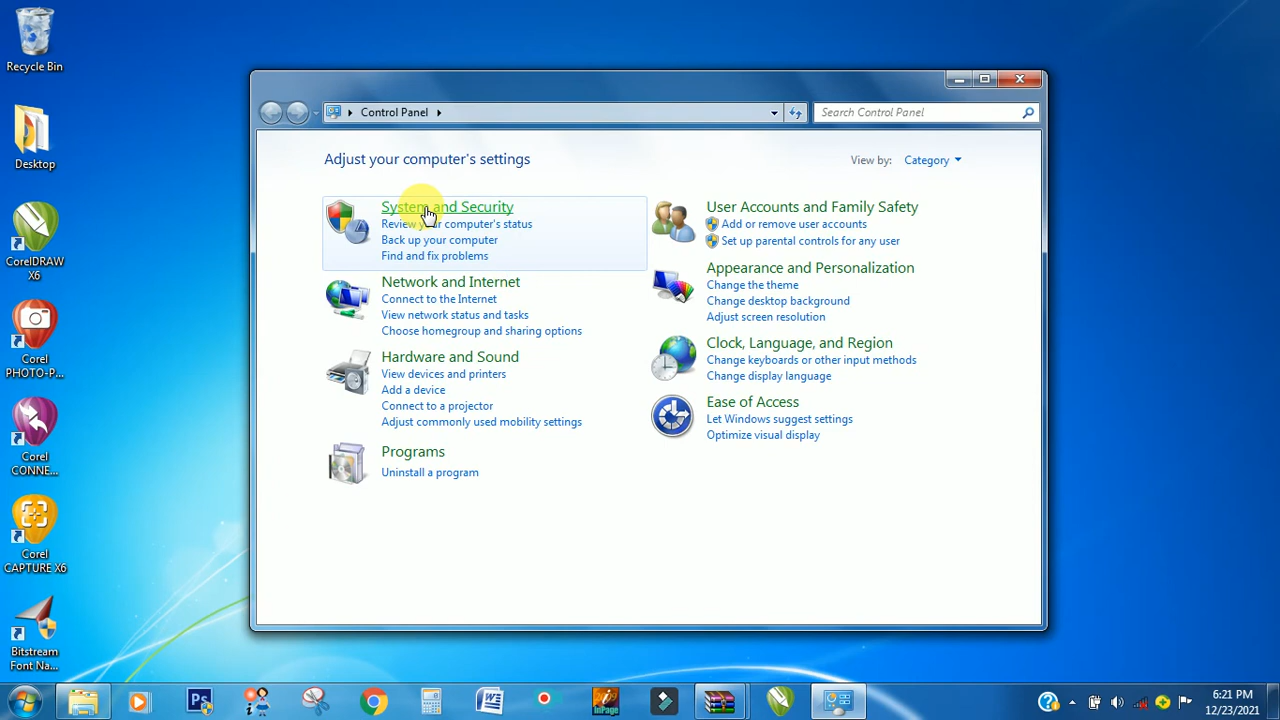 Recycle Bin
Desktop
CorelDRAW
X6
Corel
PHOTO-P...
Corel
CONNE...
Corel
CAPTURE X6
Bitstream
Font Na...
Control Panel
Search Control Panel
Adjust your computer's settings
View by: Category
System and Security
Review your computer's status
Back up your computer
Find and fix problems
Network and Internet
Connect to the Internet
View network status and tasks
Choose homegroup and sharing options
Hardware and Sound
View devices and printers
Add a device
Connect to a projector
Adjust commonly used mobility settings
Programs
Uninstall a program
User Accounts and Family Safety
Add or remove user accounts
Set up parental controls for any user
Appearance and Personalization
Change the theme
Change desktop background
Adjust screen resolution
Clock, Language, and Region
Change keyboards or other input methods
Change display language
Ease of Access
Let Windows suggest settings
Optimize visual display
Ps
InPage
6:21 PM
12/23/2021